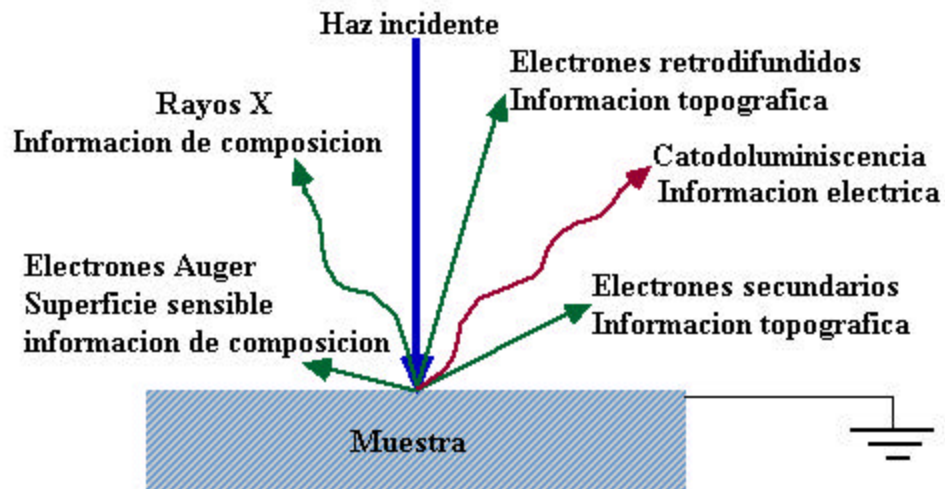 Haz incidente
Electrones retrodifundidos
Informacion topografica
Rayos X
Informacion de composicion
Catodoluminiscencia
Informacion electrica
Electrones Auger
Superficie sensible
informacion de composicion
Electrones secundarios
Informacion topografica
Muestra